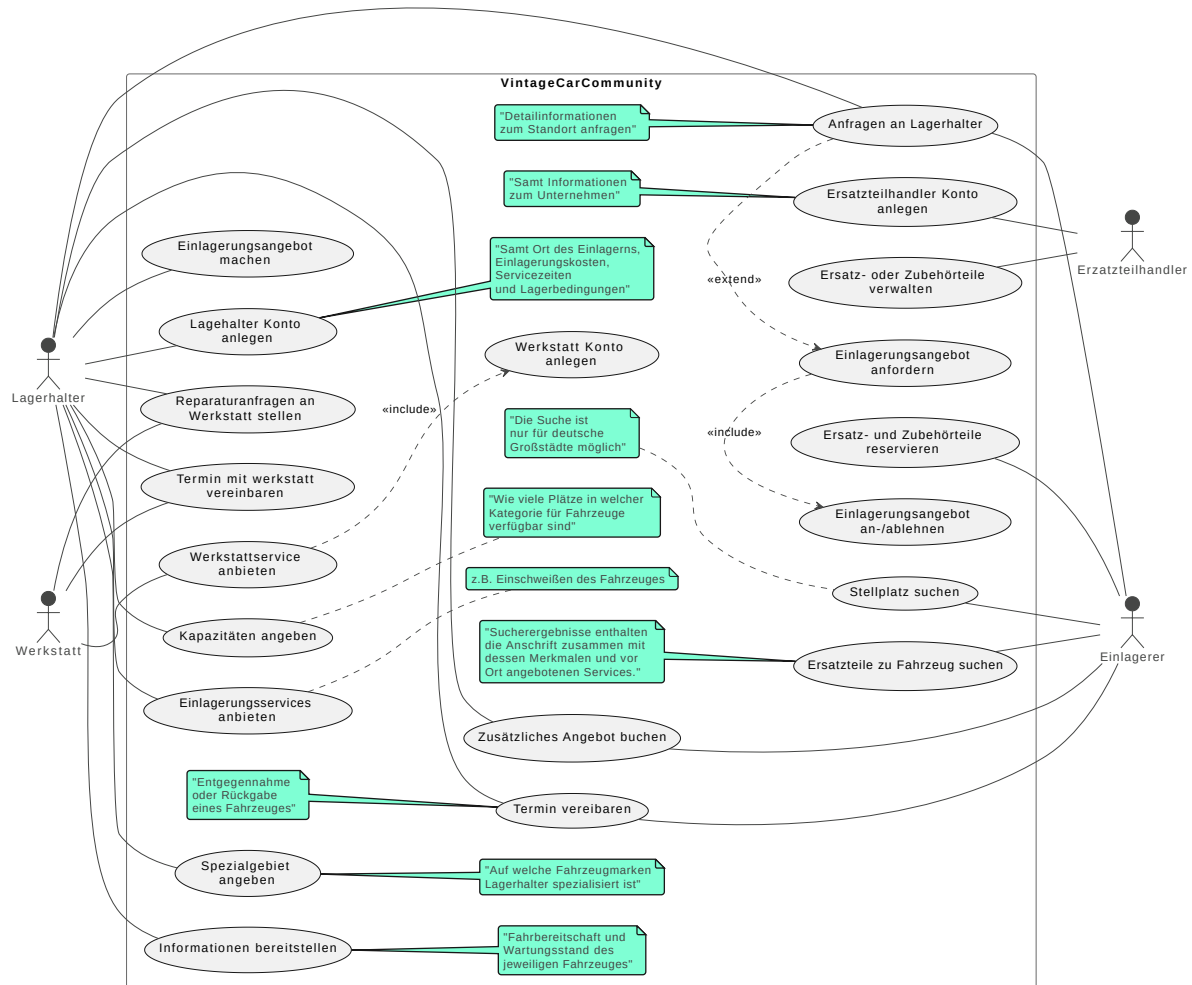 VintageCarCommunity
"Detailinformationen
zum Standort anfragen"
Anfragen an Lagerhalter
"Samt Informationen
zum Unternehmen"
Ersatzteilhandler Konto
anlegen
Einlagerungsangebot
machen
"Samt Ort des Einlagerns,
Einlagerungskosten,
Servicezeiten
und Lagerbedingungen"
«extend»
Ersatz- oder Zubehörteile
verwalten
Erzatzteilhandler
Lagehalter Konto
anlegen
Werkstatt Konto
anlegen
Einlagerungsangebot
anfordern
Lagerhalter
Reparaturanfragen an
Werkstatt stellen
«include»
"Die Suche ist
nur für deutsche
Großstädte möglich"
«include»
Ersatz- und Zubehörteile
reservieren
Termin mit werkstatt
vereinbaren
"Wie viele Plätze in welcher
Kategorie für Fahrzeuge
verfügbar sind"
Einlagerungsangebot
an-/ablehnen
Werkstattservice
anbieten
z.B. Einschweißen des Fahrzeuges
Stellplatz suchen
Werkstatt
Kapazitäten angeben
"Sucherergebnisse enthalten
die Anschrift zusammen mit
dessen Merkmalen und vor
Ort angebotenen Services."
Ersatzteile zu Fahrzeug suchen
Einlagerer
Einlagerungsservices
anbieten
Zusätzliches Angebot buchen
"Entgegennahme
oder Rückgabe
eines Fahrzeuges"
Termin vereibaren
Spezialgebiet
angeben
"Auf welche Fahrzeugmarken
Lagerhalter spezialisiert ist"
Informationen bereitstellen
"Fahrbereitschaft und
Wartungsstand des
jeweiligen Fahrzeuges"